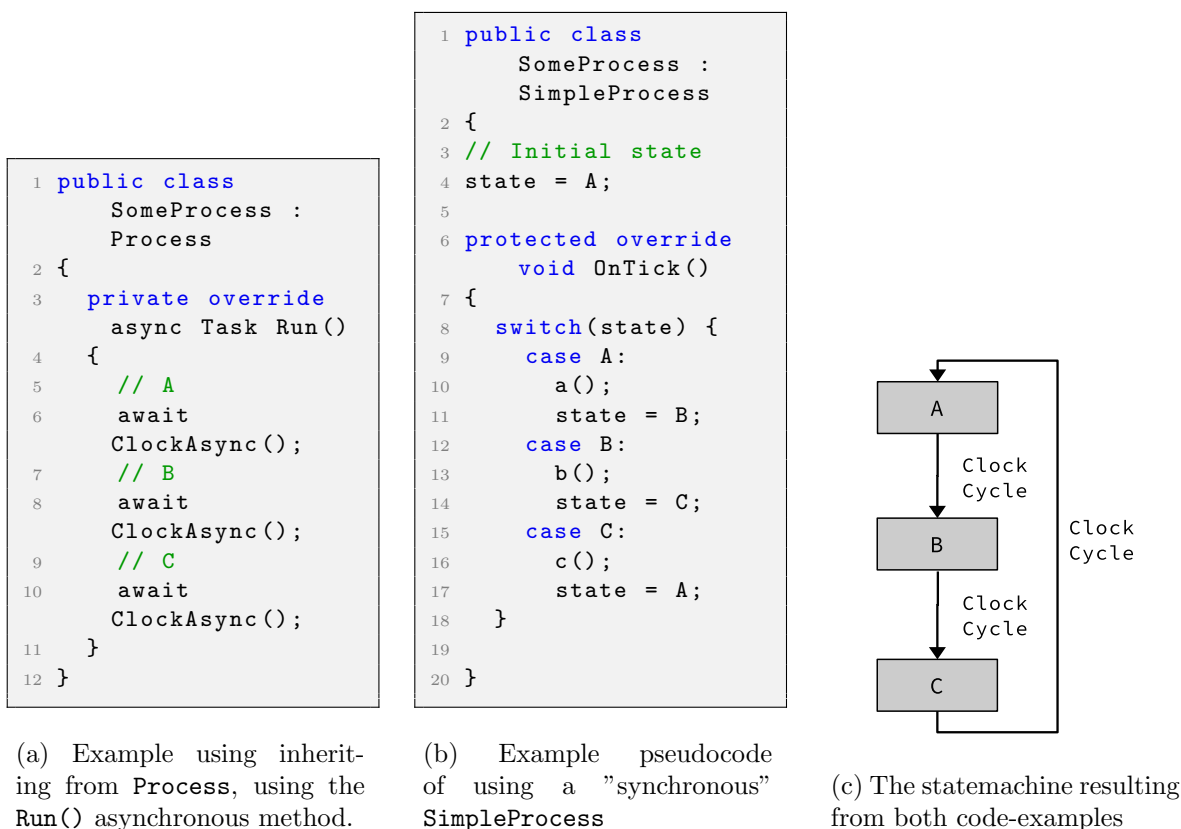 1 public class
SomeProcess :
Process
2 {
3 private override
async Task Run()
4 {
5 // A
6 await
ClockAsync();
7 // B
8 await
ClockAsync();
9 // C
10 await
ClockAsync();
11 }
12 }
(a) Example using inherit-
ing from Process, using the
Run() asynchronous method.
1 public class
SomeProcess :
SimpleProcess
2 {
3 // Initial state
4 state = A;
5
6 protected override
void OnTick()
7 {
8 switch(state) {
9 case A:
10 a();
11 state = B;
12 case B:
13 b();
14 state = C;
15 case C:
16 c();
17 state = A;
18 }
19
20 }
(b) Example pseudocode
of using a ”synchronous”
SimpleProcess
A
Clock
Cycle
B
Clock
Cycle
Clock
Cycle
C
(c) The statemachine resulting
from both code-examples